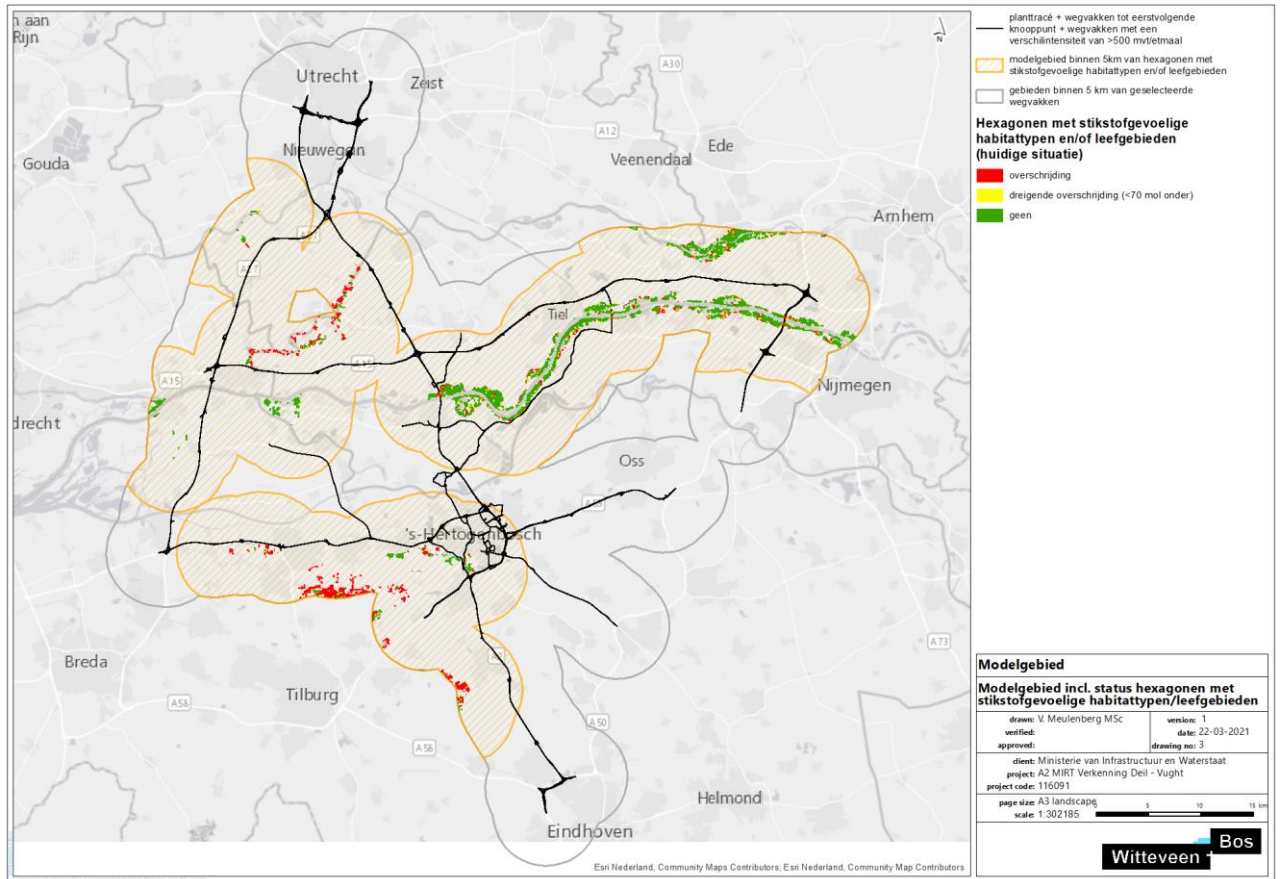 n aan
Rijn
Utrecht
Zeist
A30
A12
Ede
Gouda
Nieuwegein
Veenendaal
Arnhem
A27
Tiel
A15
A15
Nijmegen
drecht
Oss
A59
's-Hertogenbosch
A73
Breda
Tilburg
A2
A58
A50
A58
Helmond
Eindhoven
Esri Nederland, Community Maps Contributors; Esri Nederland, Community Map Contributors
N
planttracé + wegvakken tot eerstvolgende
knooppunt + wegvakken met een
verschilintensiteit van >500 mvt/etmaal
modelgebied binnen 5km van hexagonen met
stikstofgevoelige habitattypen en/of leefgebieden
gebieden binnen 5 km van geselecteerde
wegvakken
Hexagonen met stikstofgevoelige
habitattypen en/of leefgebieden
(huidige situatie)
overschrijding
dreigende overschrijding (<70 mol onder)
geen
Modelgebied
Modelgebied incl. status hexagonen met
stikstofgevoelige habitattypen/leefgebieden
drawn: V. Meulenberg MSc version: 1
verified: date: 22-03-2021
approved: drawing no: 3
client: Ministerie van Infrastructuur en Waterstaat
project: A2 MIRT Verkenning Deil - Vught
project code: 116091
page size: A3 landscape
scale: 1:302185
0 5 10 15 km
Witteveen + Bos